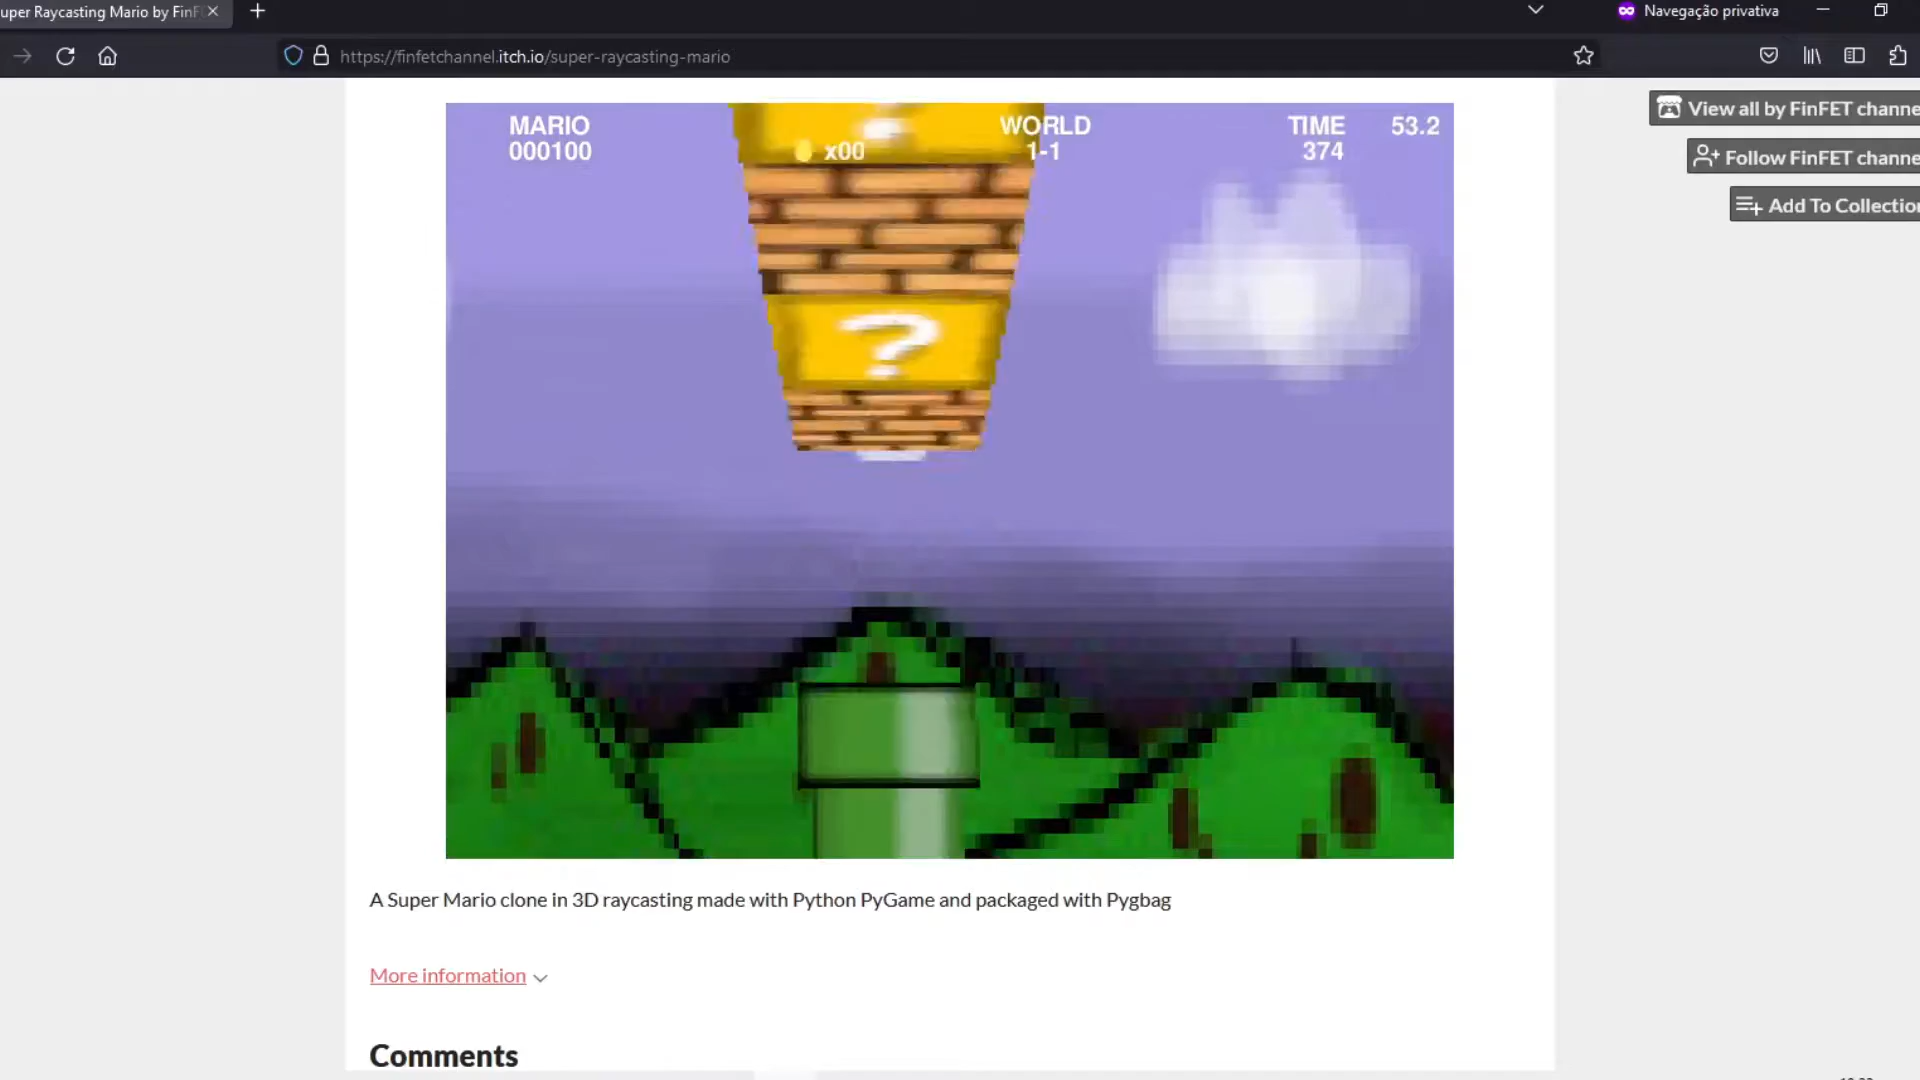 uper Raycasting Mario by FinF
Navegação privativa
https://finfetchannel.itch.io/super-raycasting-mario
View all by FinFET channe
Follow FinFET channe
Add To Collection
MARIO
WORLD
TIME
53.2
000100
x00
1-1
374
?
A Super Mario clone in 3D raycasting made with Python PyGame and packaged with Pygbag
More information
Comments